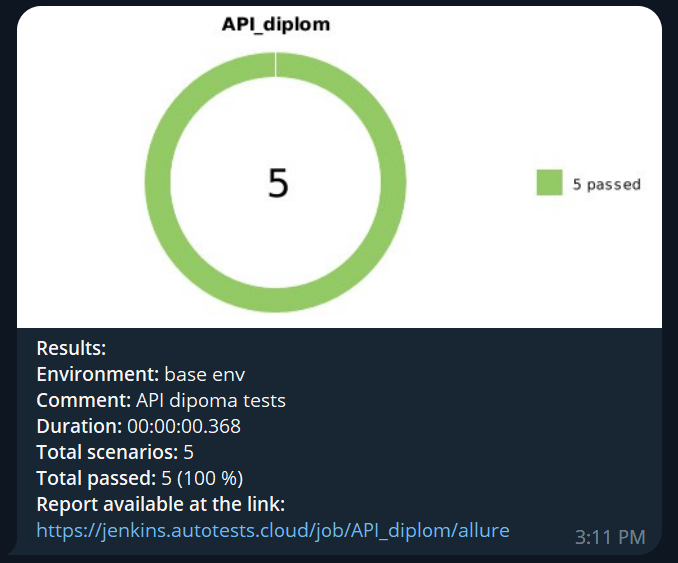 API_diplom
5
5 passed
Results:
Environment: base env
Comment: API dipoma tests
Duration: 00:00:00.368
Total scenarios: 5
Total passed: 5 (100 %)
Report available at the link:
https://jenkins.autotests.cloud/job/API_diplom/allure
3:11 PM